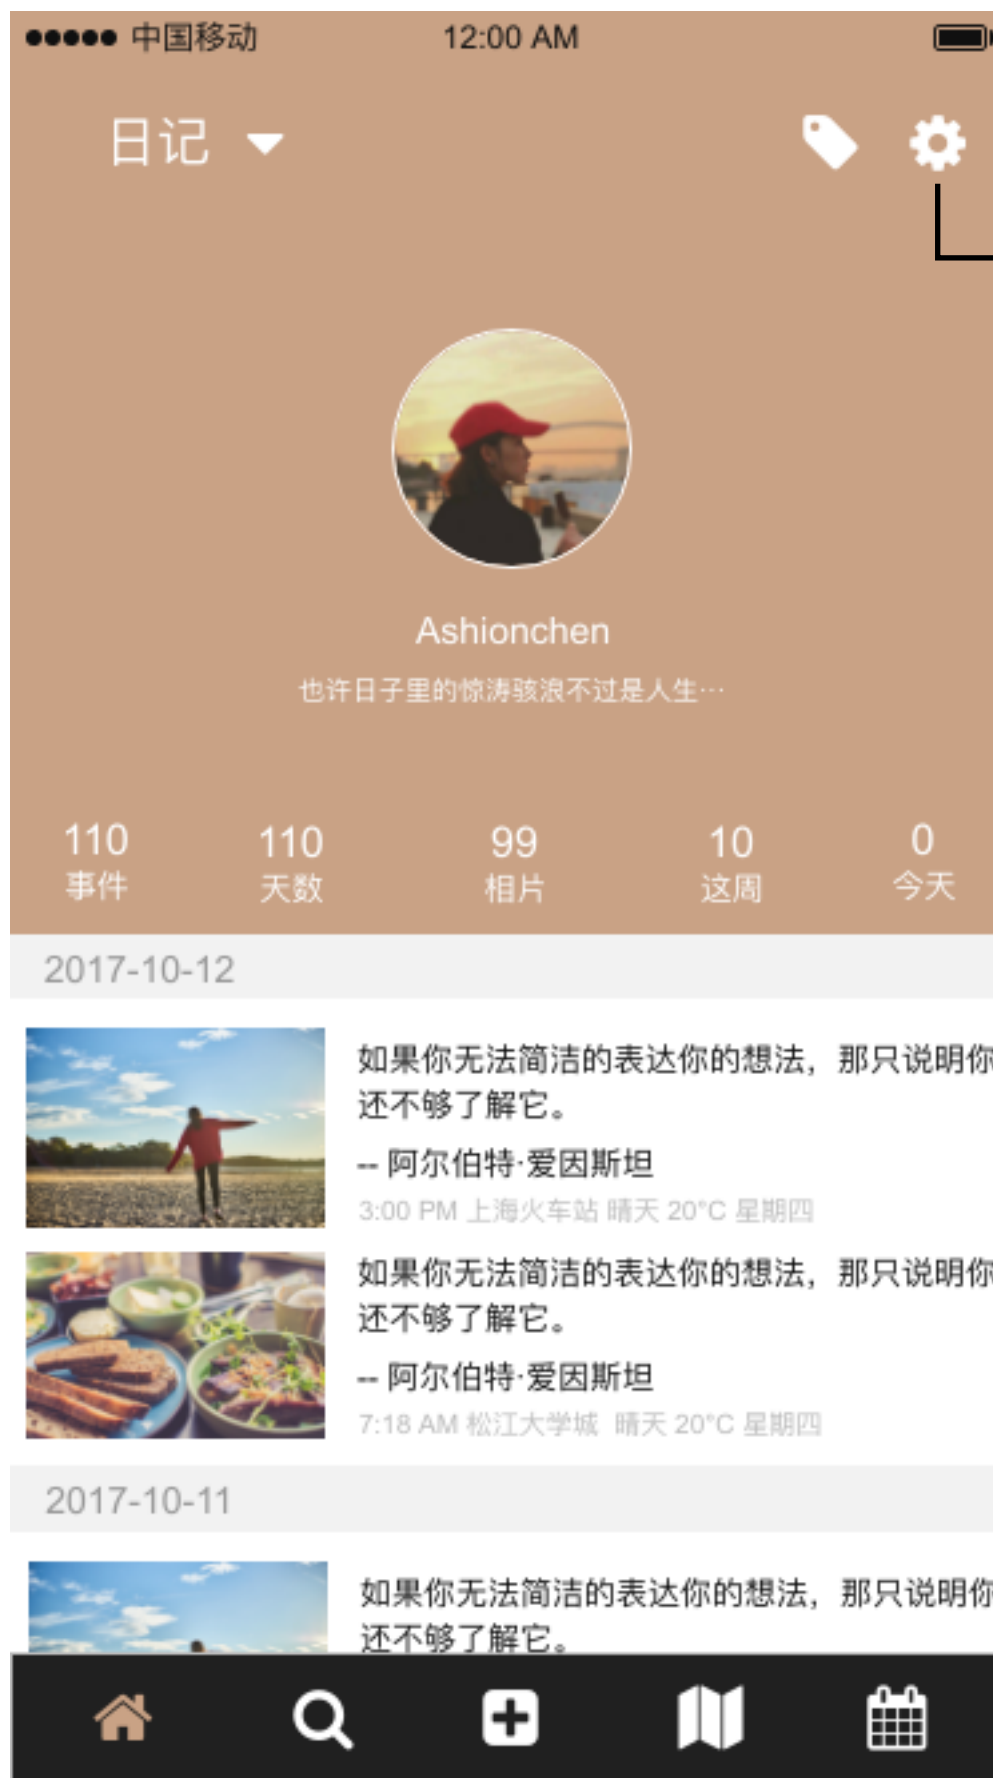 中国移动 12:00 AM
日记
Ashionchen
也许日子里的惊涛骇浪不过是人生…
110 110 99 10 0
事件 天数 相片 这周 今天
2017-10-12
如果你无法简洁的表达你的想法，那只说明你
还不够了解它。
-- 阿尔伯特·爱因斯坦
3:00 PM 上海火车站 晴天 20°C 星期四
如果你无法简洁的表达你的想法，那只说明你
还不够了解它。
-- 阿尔伯特·爱因斯坦
7:18 AM 松江大学城 晴天 20°C 星期四
2017-10-11
如果你无法简洁的表达你的想法，那只说明你
还不够了解它。